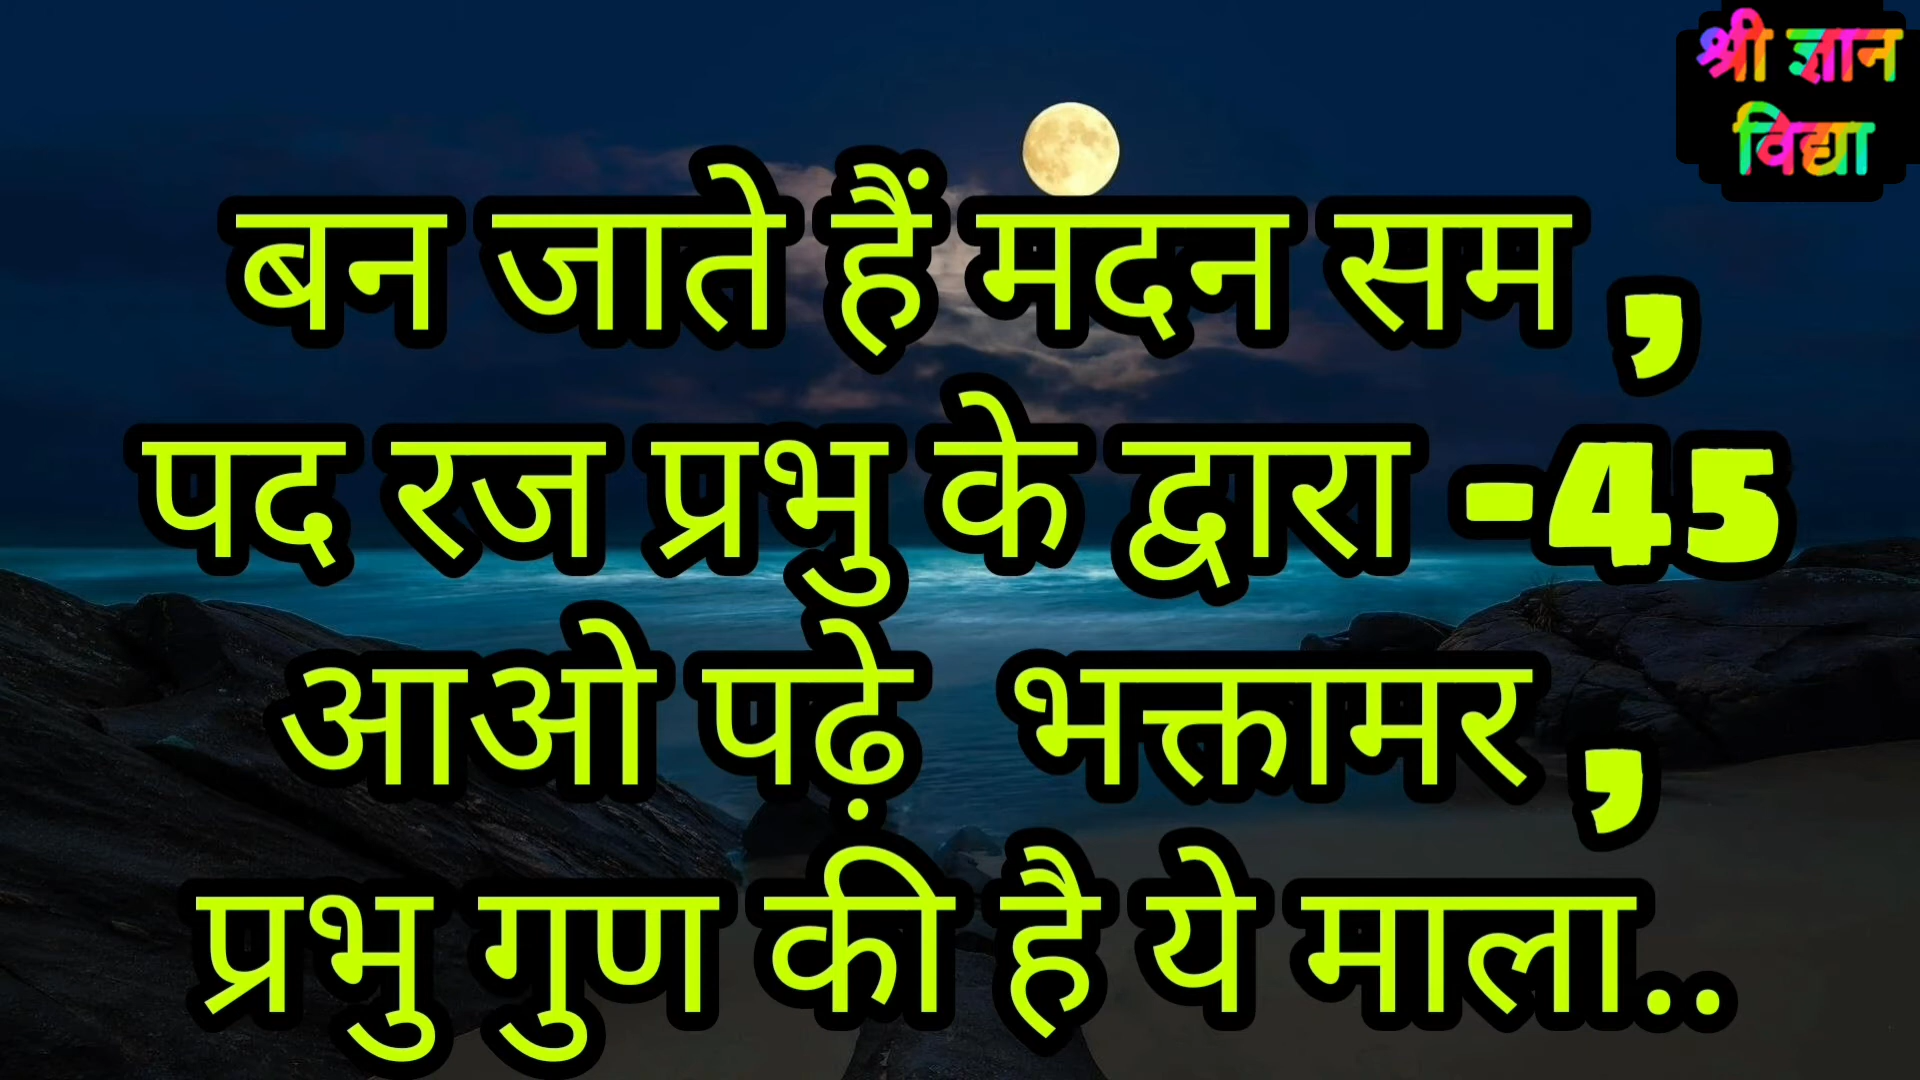 श्री ज्ञान
विद्या
बन जाते हैं मदन सम ,
पद रज प्रभु के द्वारा -45
आओ पढ़े  भक्तामर ,
प्रभु गुण की है ये माला..